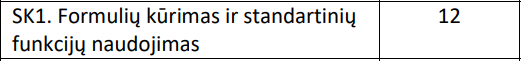 SK1. Formulių kūrimas ir standartinių 12
funkcijų naudojimas